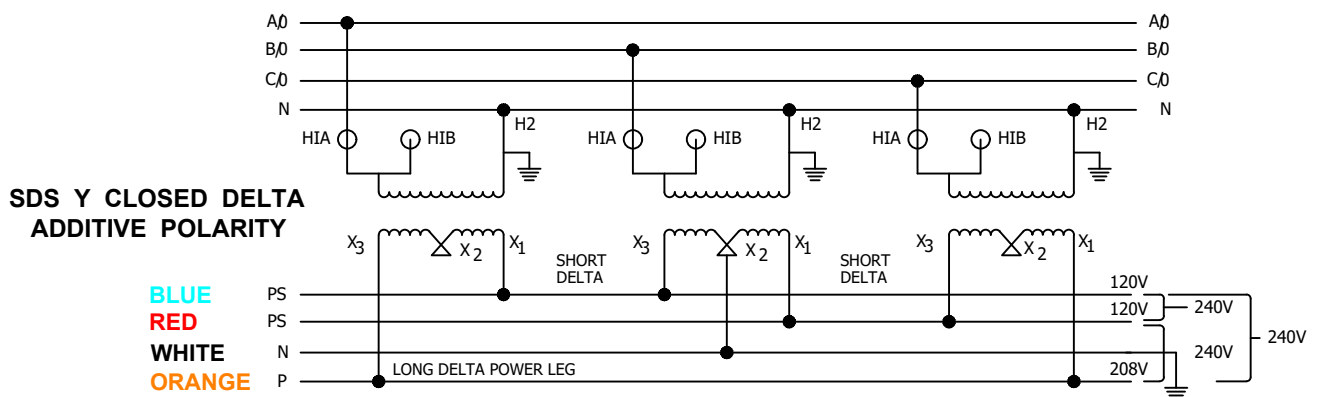 A/0 A/0
B/0 B/0
C/0 C/0
N N
HIA HIB H2 HIA HIB H2 HIA HIB H2
SDS Y CLOSED DELTA
ADDITIVE POLARITY
X3 X2 X1 X3 X2 X1 X3 X2 X1
SHORT
DELTA
SHORT
DELTA
BLUE PS 120V
RED PS 120V 240V
240V
WHITE N 240V
ORANGE P LONG DELTA POWER LEG 208V